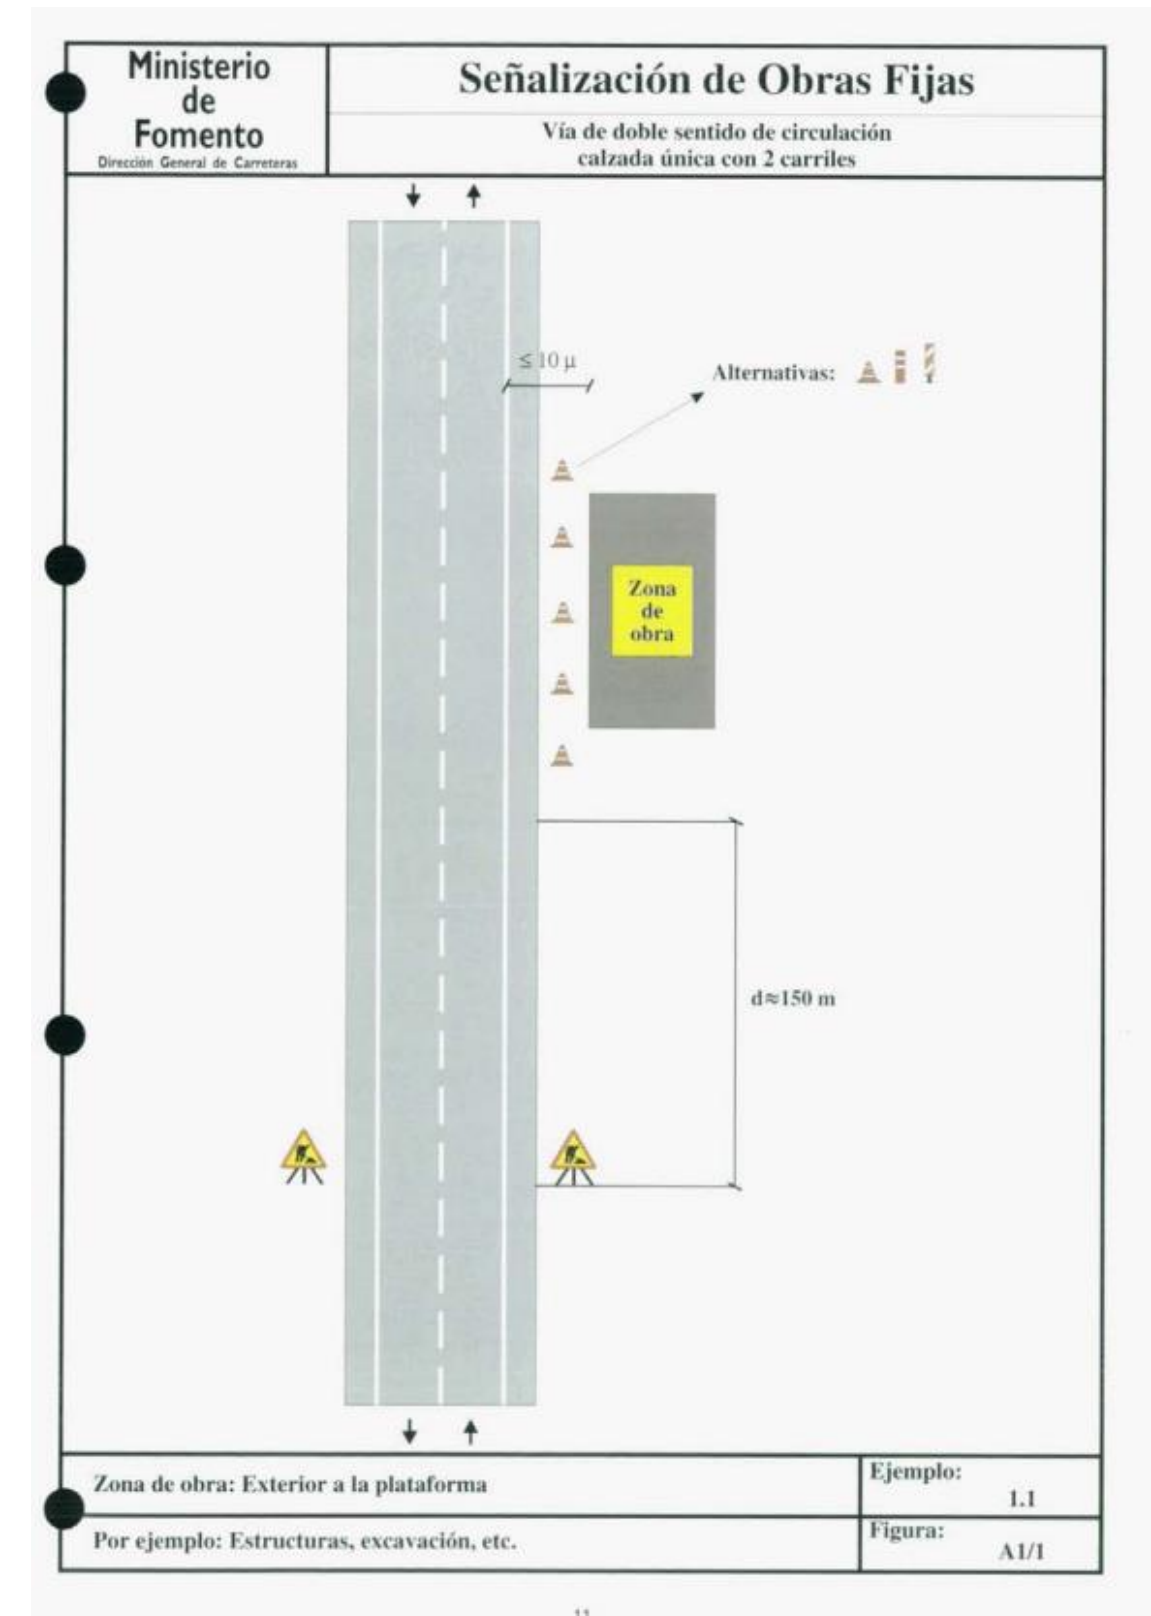 Ministerio
de
Fomento
Dirección General de Carreteras
Señalización de Obras Fijas
Vía de doble sentido de circulación
calzada única con 2 carriles
≤ 10 µ
Alternativas:
Zona
de
obra
d≈150 m
Zona de obra: Exterior a la plataforma
Ejemplo:
1.1
Por ejemplo: Estructuras, excavación, etc.
Figura:
A1/1
11